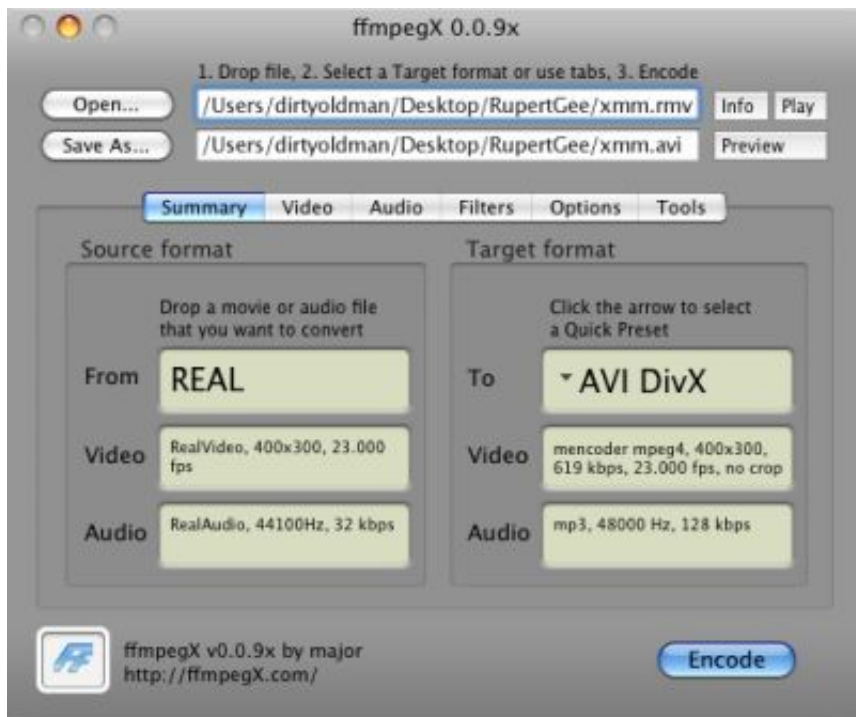 ffmpegX 0.0.9x
1. Drop file, 2. Select a Target format or use tabs, 3. Encode
Open... /Users/dirtyoldman/Desktop/RupertGee/xmm.rmv Info Play
Save As... /Users/dirtyoldman/Desktop/RupertGee/xmm.avi Preview
Summary Video Audio Filters Options Tools
Source format
Drop a movie or audio file
that you want to convert
From REAL
Video RealVideo, 400x300, 23.000
fps
Audio RealAudio, 44100Hz, 32 kbps
Target format
Click the arrow to select
a Quick Preset
To AVI DivX
Video mencoder mpeg4, 400x300,
619 kbps, 23.000 fps, no crop
Audio mp3, 48000 Hz, 128 kbps
ffmpegX v0.0.9x by major
http://ffmpegX.com/
Encode